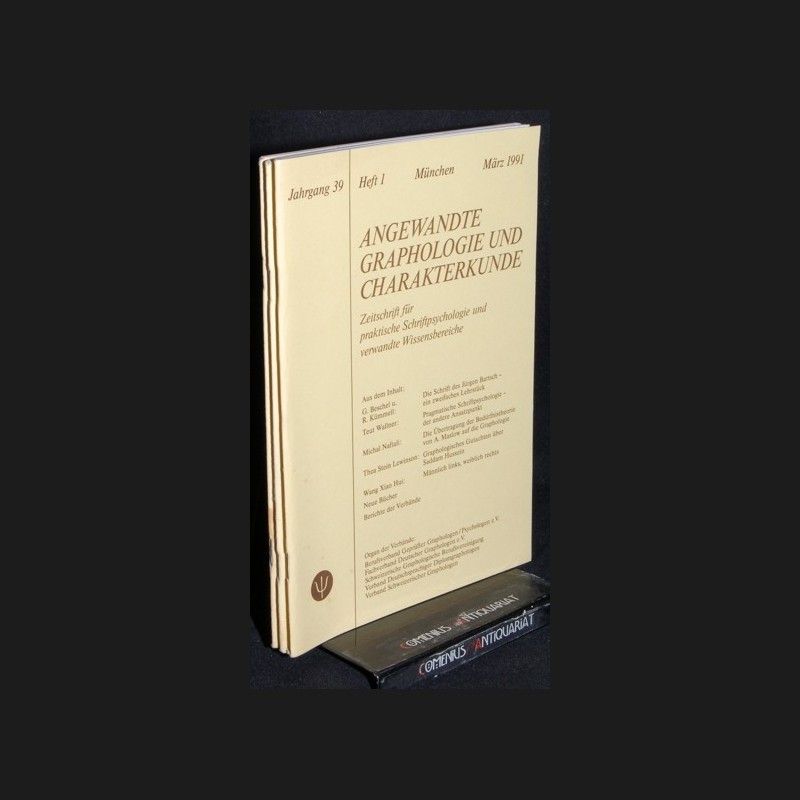 Jahrgang 39 Heft 1 München März 1991
ANGEWANDTE
GRAPHOLOGIE UND
CHARAKTERKUNDE
Zeitschrift für
praktische Schriftpsychologie und
verwandte Wissensbereiche
Aus dem Inhalt:
G. Beschel u. Die Schrift des Jürgen Bartsch -
R. Kümmell: ein zweifaches Lehrstück
Teut Wallner: Pragmatische Schriftpsychologie -
der andere Ansatzpunkt
Michal Naftali: Die Übertragung der Bedürfnistheorie
von A. Maslow auf die Graphologie
Thea Stein Lewinson: Graphologisches Gutachten über
Saddam Hussain
Wang Xiao Hui: Männlich links, weiblich rechts
Neue Bücher
Berichte der Verbände
Organ der Verbände:
Berufsverband Geprüfter Graphologen/Psychologen e.V.
Fachverband Deutscher Graphologen e.V.
Schweizerische Graphologische Berufsvereinigung
Verband Deutschsprachiger Diplomgraphologen
Verband Schweizerischer Graphologen
COMENIUS ANTIQUARIAT
COMENIUS ANTIQUARIAT